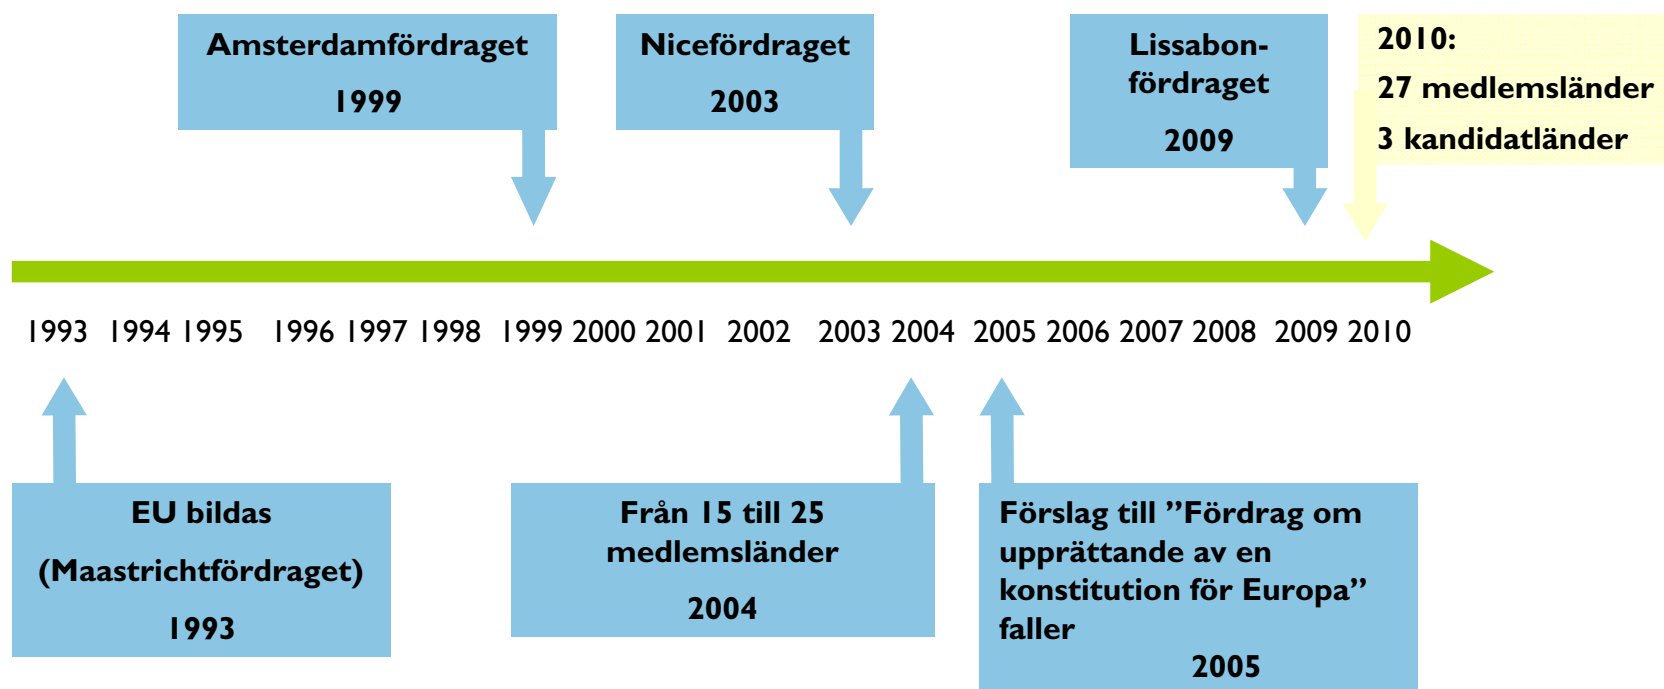 Amsterdamfördraget
1999
Nicefördraget
2003
Lissabon-
fördraget
2009
2010:
27 medlemsländer
3 kandidatländer
1993 1994 1995 1996 1997 1998 1999 2000 2001 2002 2003 2004 2005 2006 2007 2008 2009 2010
EU bildas
(Maastrichtfördraget)
1993
Från 15 till 25
medlemsländer
2004
Förslag till ”Fördrag om
upprättande av en
konstitution för Europa”
faller
2005